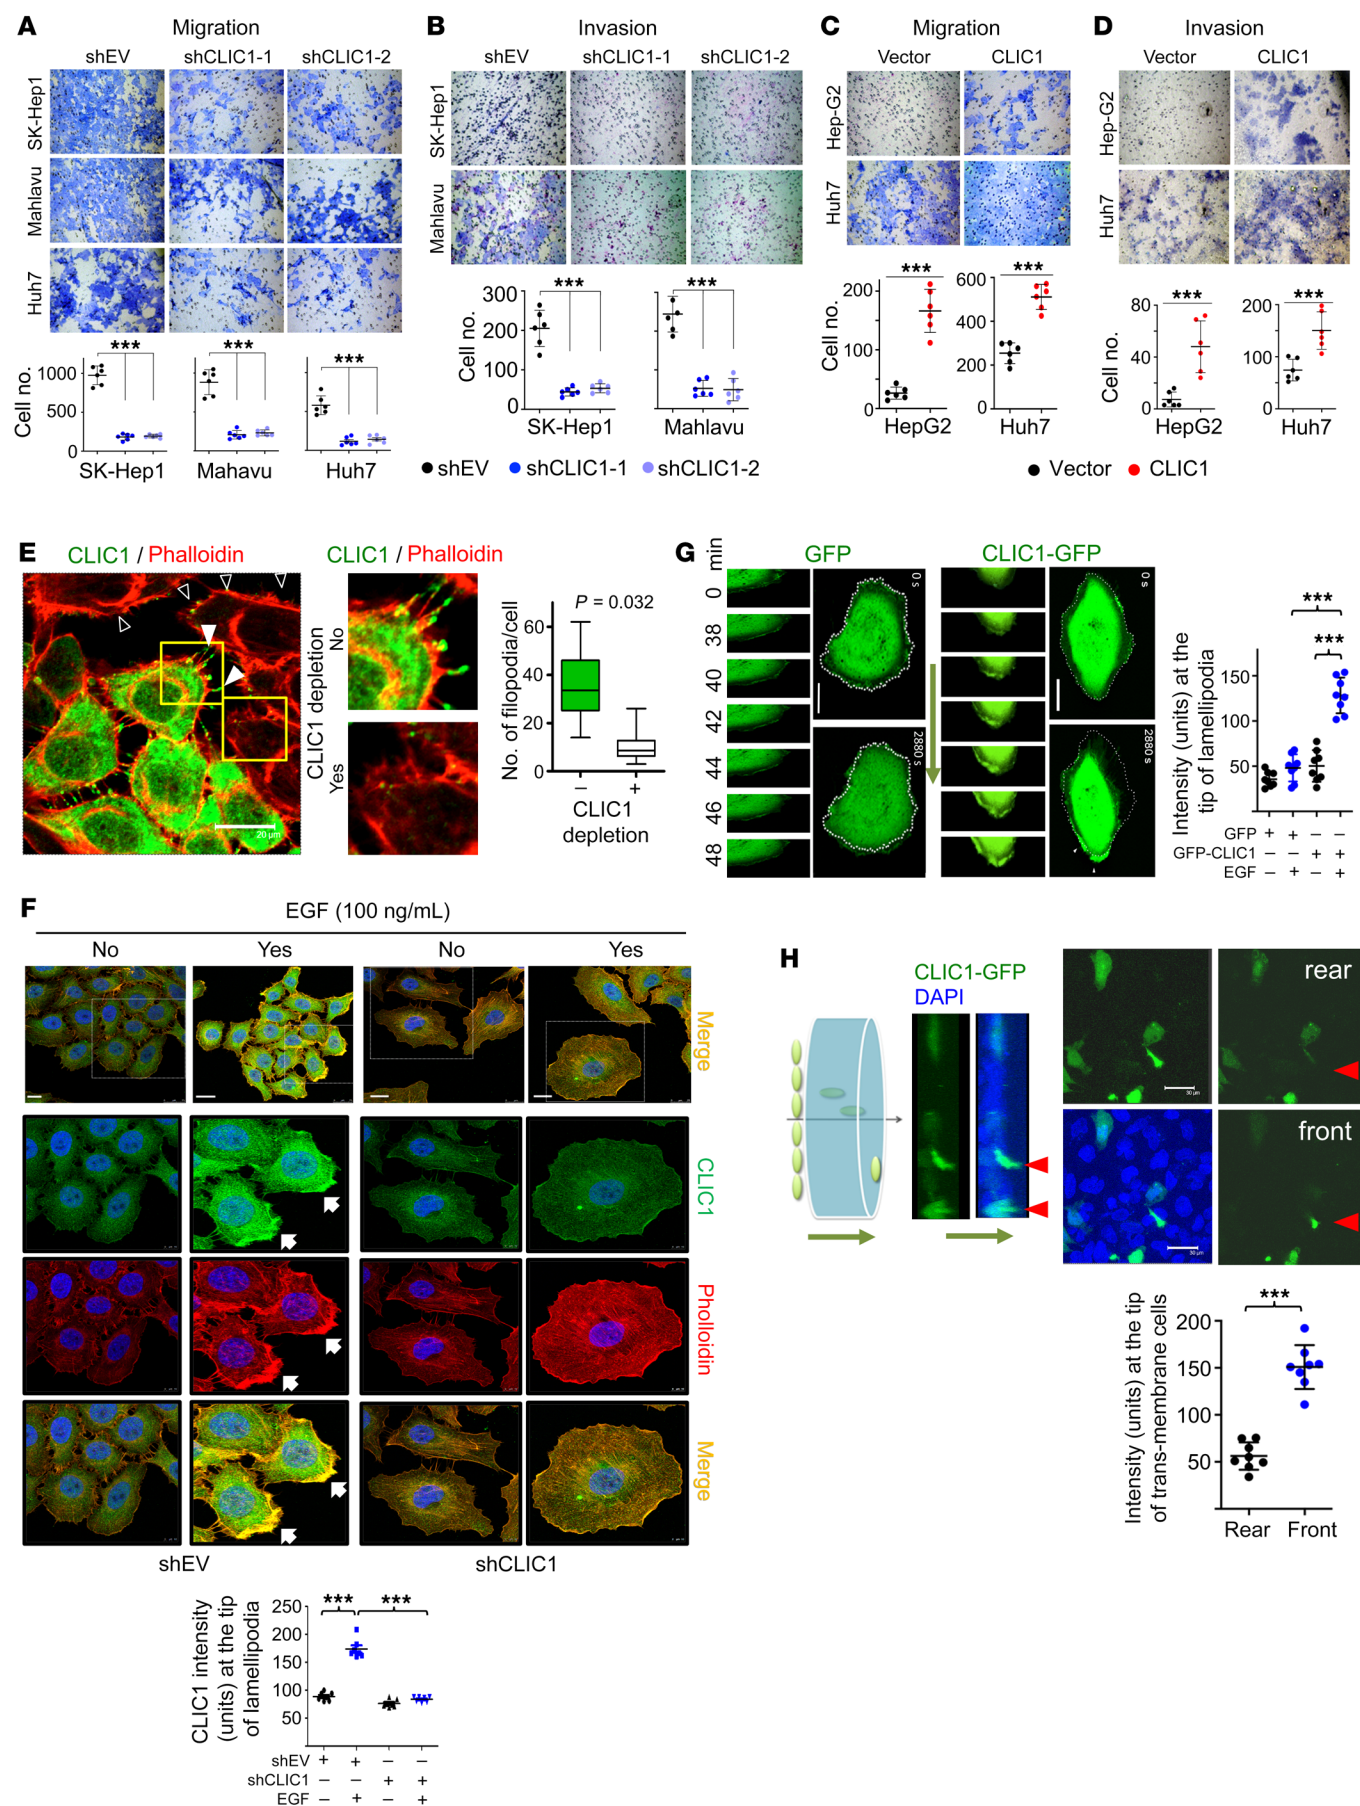 A
Migration
shEV
shCLIC1-1
shCLIC1-2
SK-Hep1
Mahlavu
Huh7
Cell no.
1000
500
0
***
***
***
SK-Hep1
Mahavu
Huh7
B
Invasion
shEV
shCLIC1-1
shCLIC1-2
SK-Hep1
Mahlavu
Cell no.
300
200
100
0
***
***
SK-Hep1
Mahlavu
shEV
shCLIC1-1
shCLIC1-2
C
Migration
Vector
CLIC1
Hep-G2
Huh7
Cell no.
200
100
0
***
HepG2
600
400
200
0
***
Huh7
D
Invasion
Vector
CLIC1
Hep-G2
Huh7
Cell no.
80
40
0
***
HepG2
200
100
0
***
Huh7
Vector
CLIC1
E
CLIC1 / Phalloidin
20 µm
CLIC1 / Phalloidin
CLIC1 depletion
No
Yes
No. of filopodia/cell
60
40
20
0
P = 0.032
– +
CLIC1
depletion
G
GFP
CLIC1-GFP
0 min
38
40
42
44
46
48
0 s
2880 s
0 s
2880 s
Intensity (units) at the
tip of lamellipodia
150
100
50
***
***
GFP + + – –
GFP-CLIC1 – – + +
EGF – + – +
F
EGF (100 ng/mL)
No
Yes
No
Yes
Merge
CLIC1
Pholloidin
Merge
shEV
shCLIC1
CLIC1 intensity
(units) at the tip
of lamellipodia
250
200
150
100
50
***
***
shEV + + – –
shCLIC1 – – + +
EGF – + – +
H
CLIC1-GFP
DAPI
30 µm
rear
30 µm
front
Intensity (units) at the tip
of trans-membrane cells
200
150
100
50
***
Rear
Front